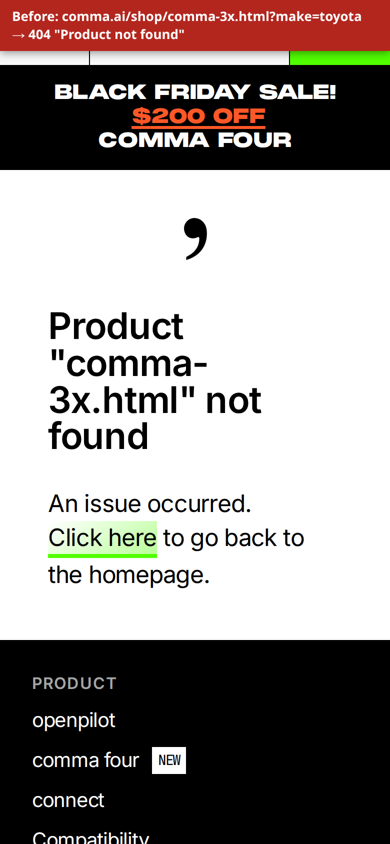 Before: comma.ai/shop/comma-3x.html?make=toyota
→ 404 "Product not found"
BLACK FRIDAY SALE!
$200 OFF
COMMA FOUR
,
Product
"comma-
3x.html" not
found
An issue occurred.
Click here to go back to
the homepage.
PRODUCT
openpilot
comma four NEW
connect
Compatibility